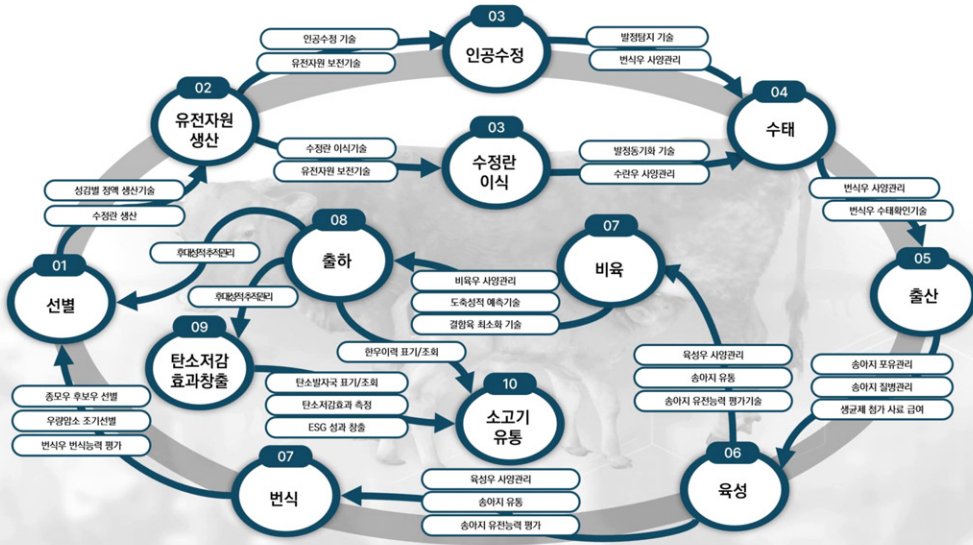 03
인공수정
인공수정 기술
유전자원 보전기술
발정탐지 기술
번식우 사양관리
02
유전자원
생산
04
수태
03
수정란
이식
수정란 이식기술
유전자원 보전기술
발정동기화 기술
수란우 사양관리
성감별 정액 생산기술
수정란 생산
번식우 사양관리
번식우 수태확인기술
01
선별
후대성적추적관리
08
출하
후대성적추적관리
비육우 사양관리
도축성적 예측기술
결함육 최소화 기술
07
비육
05
출산
09
탄소저감
효과창출
한우이력 표기/조회
탄소발자국 표기/조회
탄소저감효과 측정
ESG 성과 창출
10
소고기
유통
육성우 사양관리
송아지 유통
송아지 유전능력 평가기술
송아지 포유관리
송아지 질병관리
생균제 첨가 사료 급여
종모우 후보우 선별
우량암소 조기선별
번식우 번식능력 평가
07
번식
육성우 사양관리
송아지 유통
송아지 유전능력 평가
06
육성